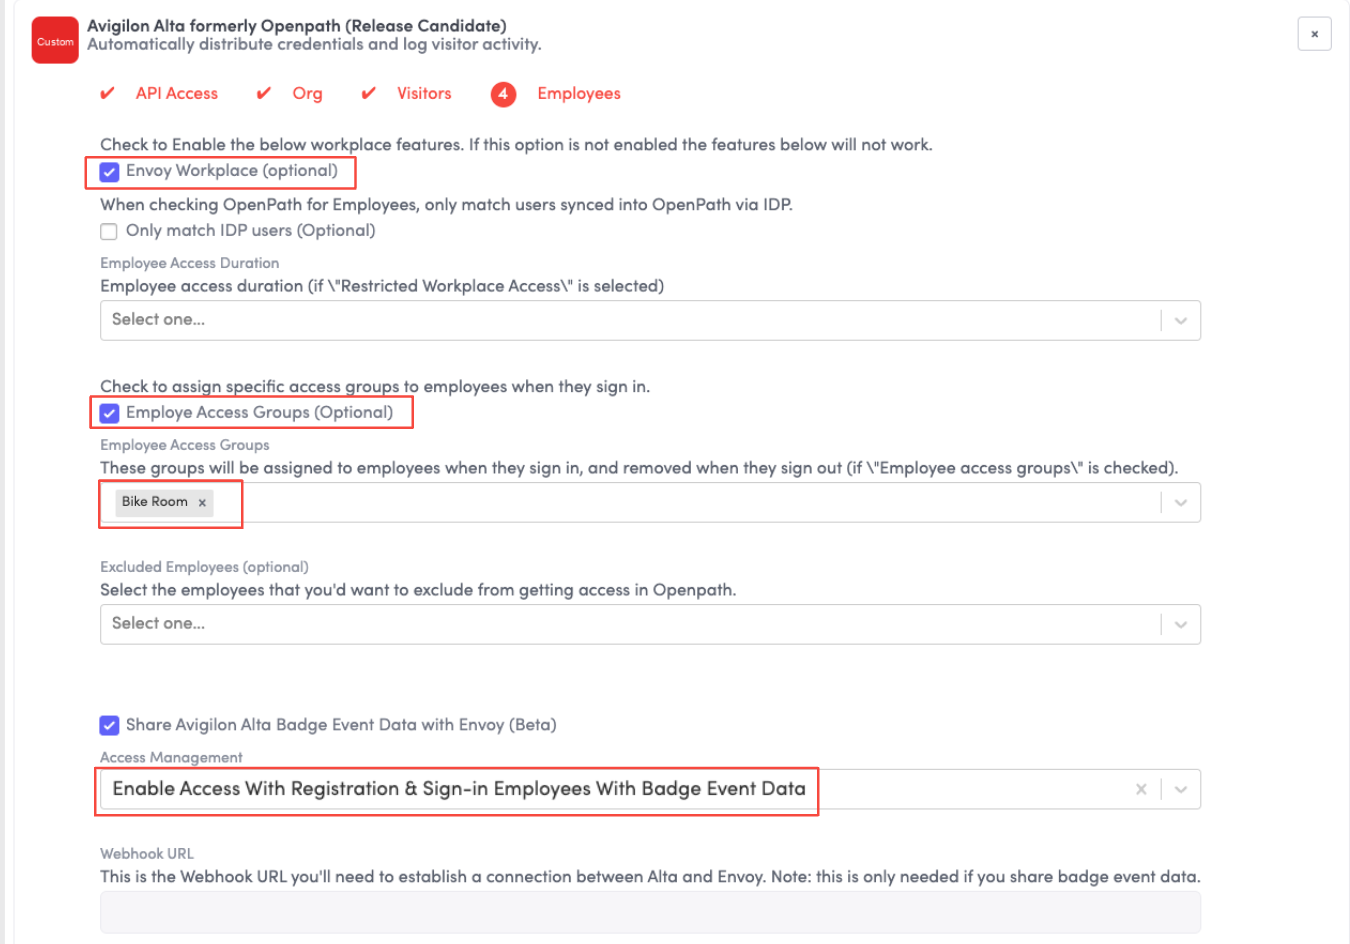 Avigilon Alta formerly Openpath (Release Candidate)
Custom
Automatically distribute credentials and log visitor activity.
×
✔ API Access ✔ Org ✔ Visitors 4 Employees
Check to Enable the below workplace features. If this option is not enabled the features below will not work.
Envoy Workplace (optional)
When checking OpenPath for Employees, only match users synced into OpenPath via IDP.
Only match IDP users (Optional)
Employee Access Duration
Employee access duration (if \"Restricted Workplace Access\" is selected)
Select one...
Check to assign specific access groups to employees when they sign in.
Employe Access Groups (Optional)
Employee Access Groups
These groups will be assigned to employees when they sign in, and removed when they sign out (if \"Employee access groups\" is checked).
Bike Room ×
Excluded Employees (optional)
Select the employees that you'd want to exclude from getting access in Openpath.
Select one...
Share Avigilon Alta Badge Event Data with Envoy (Beta)
Access Management
Enable Access With Registration & Sign-in Employees With Badge Event Data ×
Webhook URL
This is the Webhook URL you'll need to establish a connection between Alta and Envoy. Note: this is only needed if you share badge event data.